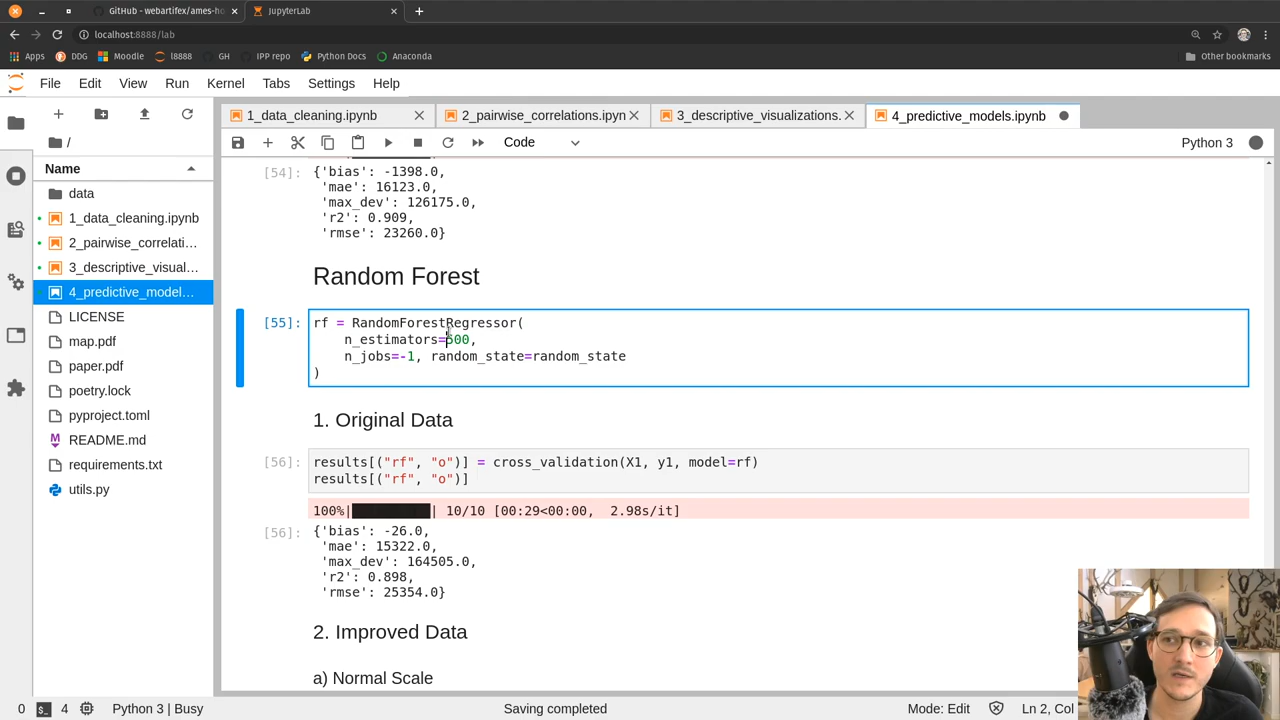 GitHub - webartifex/ames-ho
JupyterLab
localhost:8888/lab
Apps
DDG
Moodle
l8888
GH
IPP repo
Python Docs
Anaconda
Other bookmarks
File
Edit
View
Run
Kernel
Tabs
Settings
Help
/
Name
data
1_data_cleaning.ipynb
2_pairwise_correlati…
3_descriptive_visual…
4_predictive_model…
LICENSE
map.pdf
paper.pdf
poetry.lock
pyproject.toml
README.md
requirements.txt
utils.py
1_data_cleaning.ipynb
2_pairwise_correlations.ipyn
3_descriptive_visualizations.
4_predictive_models.ipynb
Code
Python 3
[54]:
{'bias': -1398.0,
'mae': 16123.0,
'max_dev': 126175.0,
'r2': 0.909,
'rmse': 23260.0}
Random Forest
[55]:
rf = RandomForestRegressor(
n_estimators=500,
n_jobs=-1, random_state=random_state
)
1. Original Data
[56]:
results[("rf", "o")] = cross_validation(X1, y1, model=rf)
results[("rf", "o")]
100%|██████████| 10/10 [00:29<00:00, 2.98s/it]
[56]:
{'bias': -26.0,
'mae': 15322.0,
'max_dev': 164505.0,
'r2': 0.898,
'rmse': 25354.0}
2. Improved Data
a) Normal Scale
0
4
Python 3 | Busy
Saving completed
Mode: Edit
Ln 2, Col